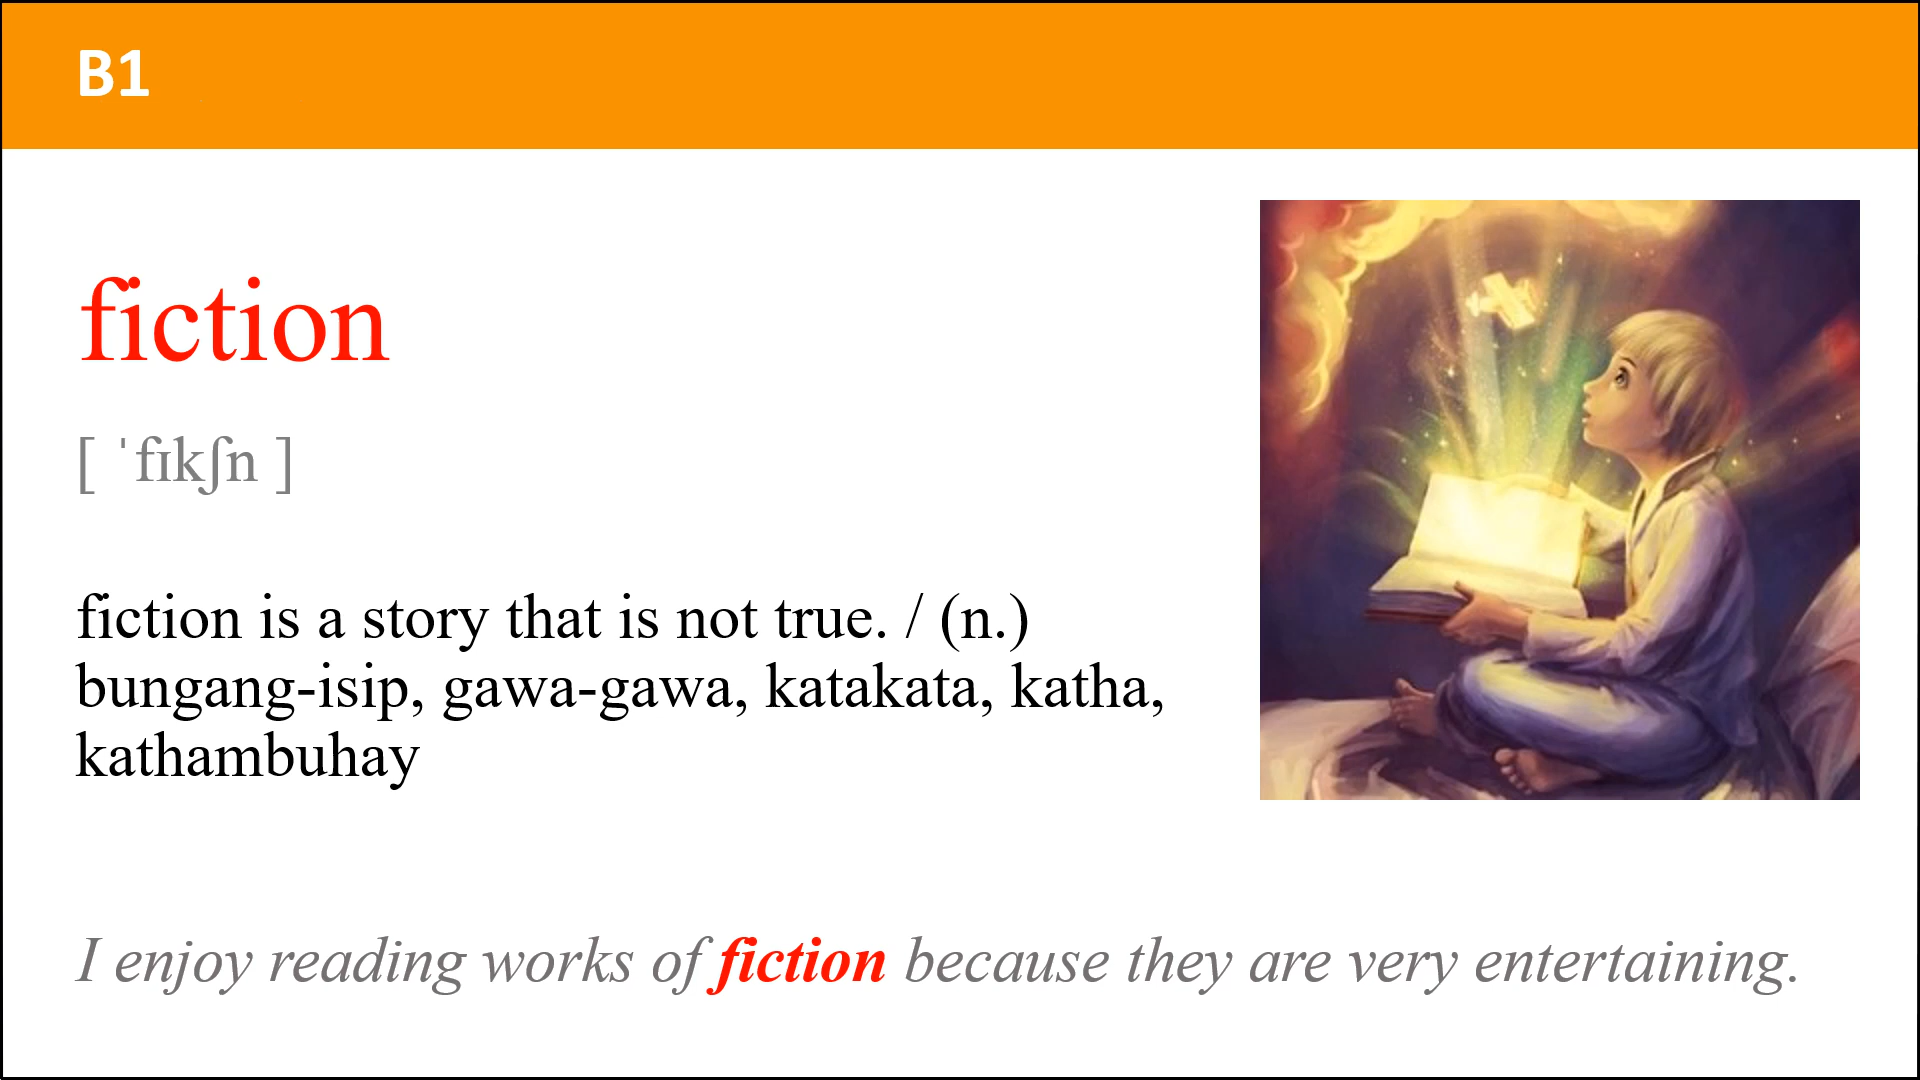 B1
fiction
[ ˈfɪkʃn ]
fiction is a story that is not true. / (n.)
bungang-isip, gawa-gawa, katakata, katha,
kathambuhay
I enjoy reading works of fiction because they are very entertaining.